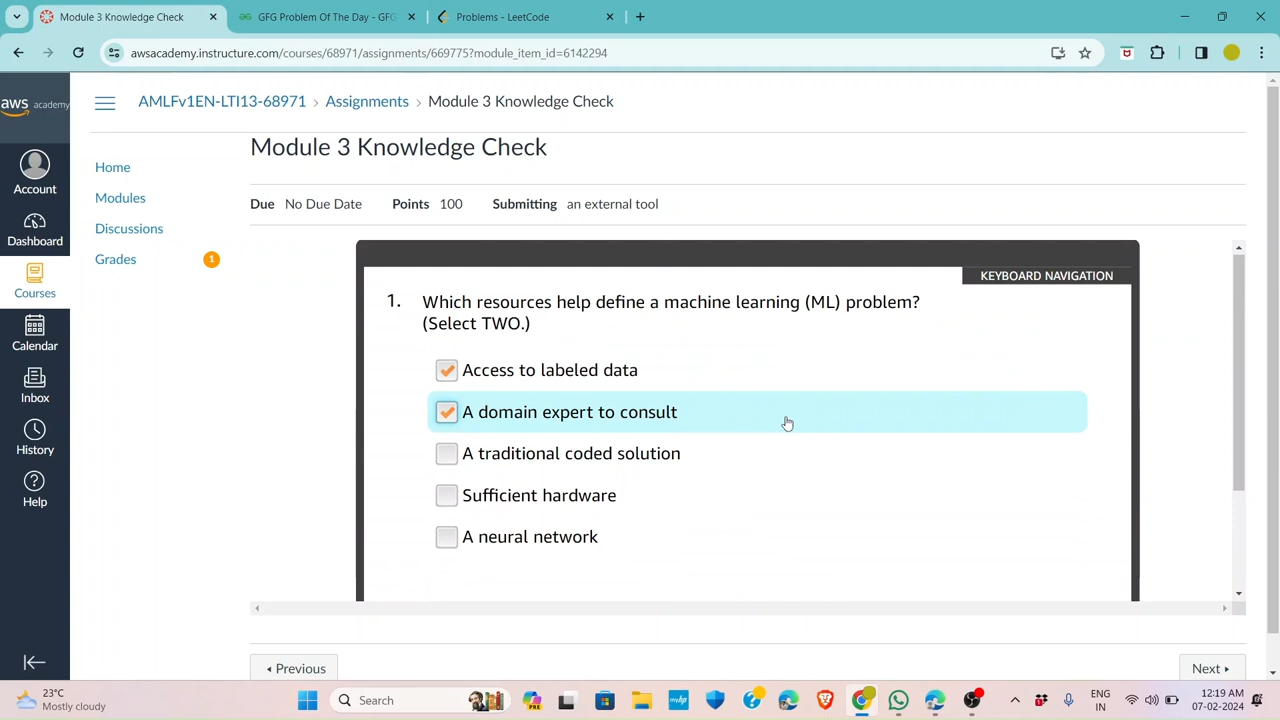 Module 3 Knowledge Check
GFG Problem Of The Day - GFG
Problems - LeetCode
awsacademy.instructure.com/courses/68971/assignments/669775?module_item_id=6142294
aws academy
Account
Dashboard
Courses
Calendar
Inbox
History
Help
AMLFv1EN-LTI13-68971 › Assignments › Module 3 Knowledge Check
Home
Modules
Discussions
Grades 1
Module 3 Knowledge Check
Due No Due Date Points 100 Submitting an external tool
KEYBOARD NAVIGATION
1. Which resources help define a machine learning (ML) problem?
(Select TWO.)
Access to labeled data
A domain expert to consult
A traditional coded solution
Sufficient hardware
A neural network
Previous
Next
23°C
Mostly cloudy
Search
ENG
IN
12:19 AM
07-02-2024